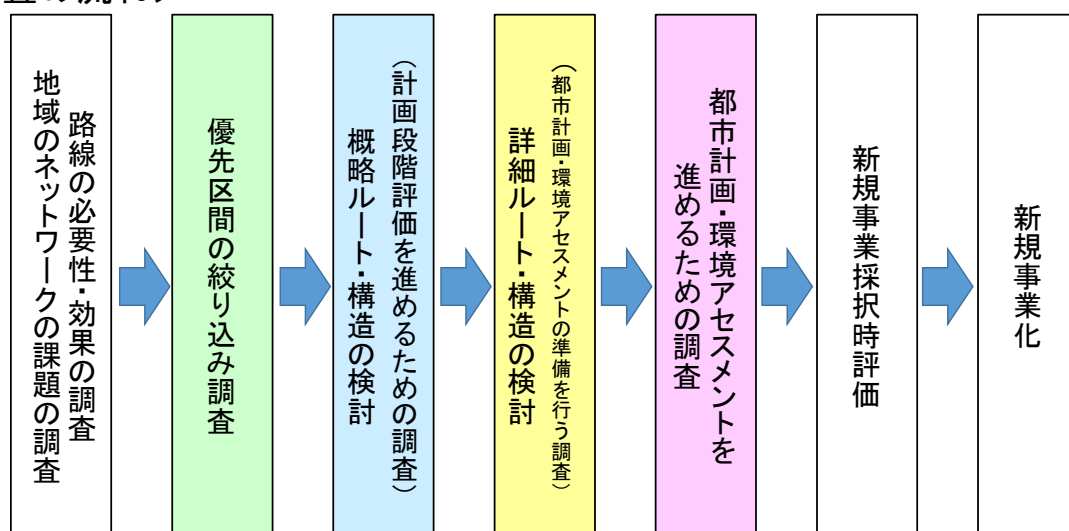 の流れ
路線の必要性・効果の調査
地域のネットワークの課題の調査
優先区間の絞り込み調査
（計画段階評価を進めるための調査）
概略ルート・構造の検討
（都市計画・環境アセスメントの準備を行う調査）
詳細ルート・構造の検討
都市計画・環境アセスメントを
進めるための調査
新規事業採択時評価
新規事業化